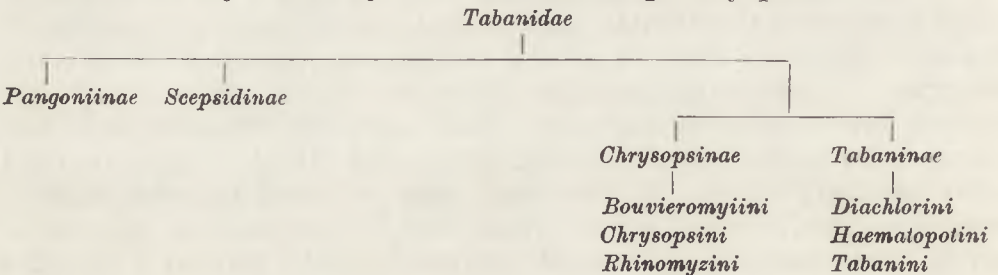 Tabanidae
Pangoniinae Scepsidinae
Chrysopsinae Tabaninae
Bouvieromyiini Diachlorini
Chrysopsini Haematopotini
Rhinomyzini Tabanini